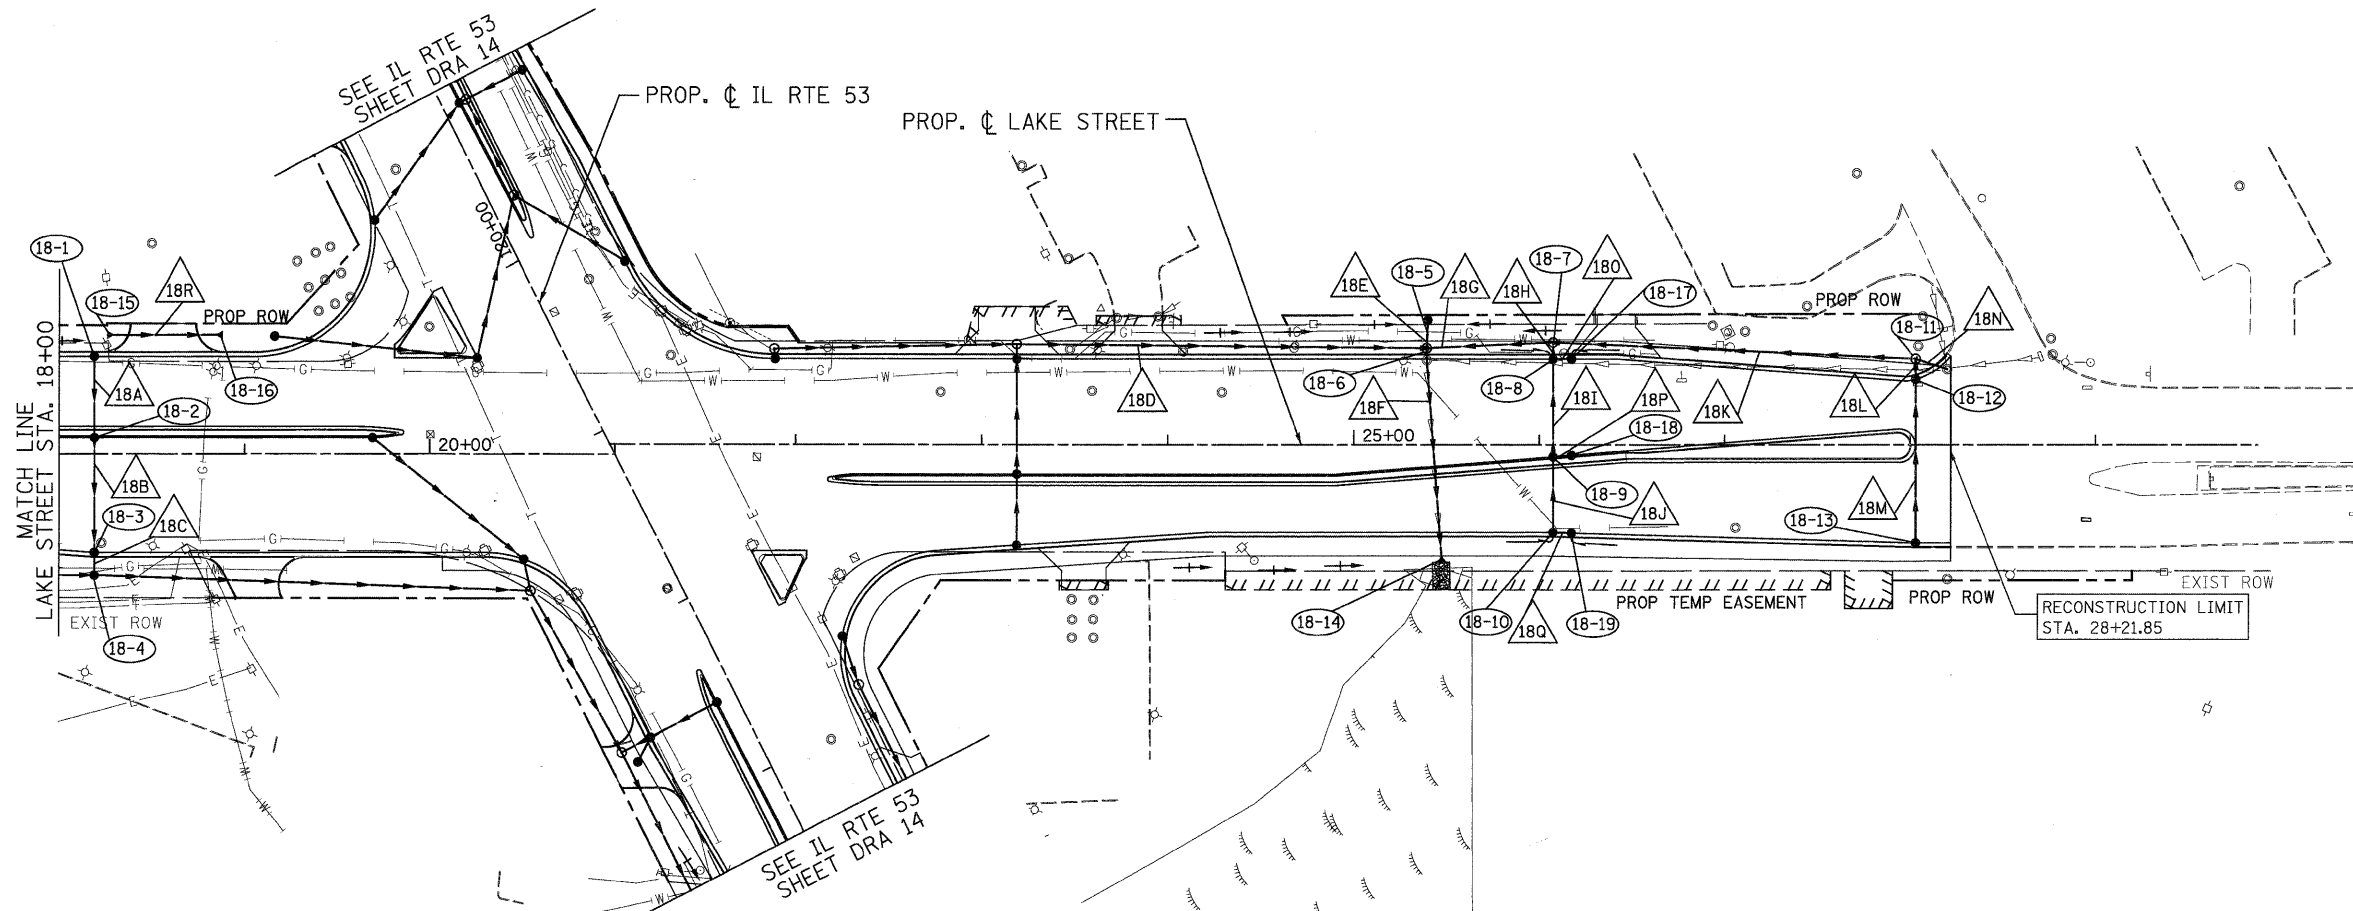 SEE IL RTE 53
SHEET DRA 14
PROP. ℄ IL RTE 53
PROP. ℄ LAKE STREET
120+00
18-1
18-15
18R
PROP ROW
18-16
18A
18-2
18B
18-3
18C
18-4
EXIST ROW
MATCH LINE
LAKE STREET STA. 18+00
20+00
25+00
18D
18E
18-5
18G
18H
18-7
18O
18-17
18-6
18F
18-8
18I
18P
18-18
18K
18L
18-11
18N
18-12
PROP ROW
18-9
18J
18-13
18M
18-14
18-10
18Q
18-19
PROP TEMP EASEMENT
PROP ROW
EXIST ROW
RECONSTRUCTION LIMIT
STA. 28+21.85
SEE IL RTE 53
SHEET DRA 14